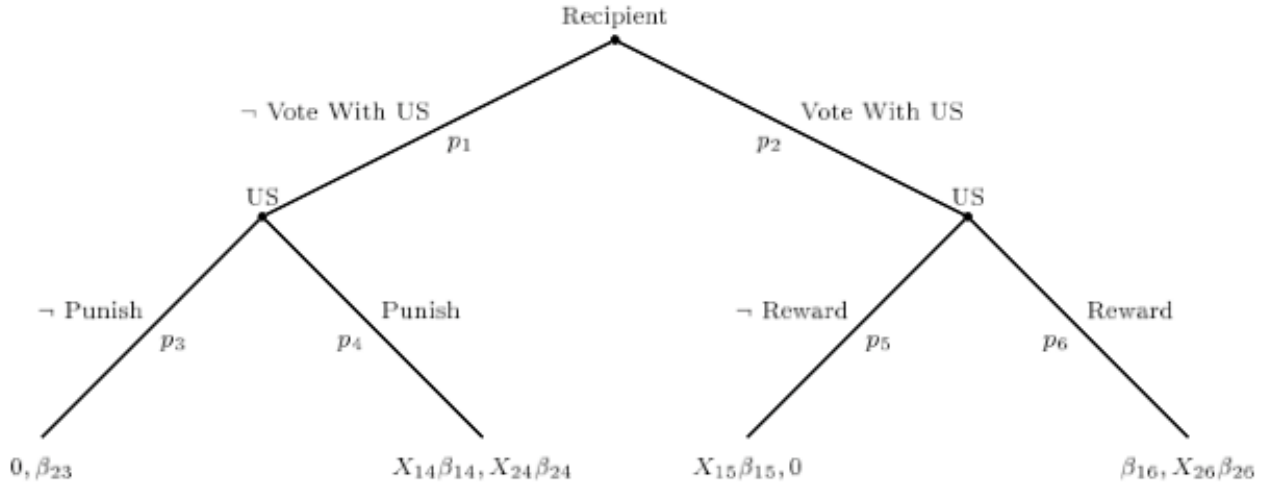 Recipient
¬ Vote With US
Vote With US
p₁
p₂
US
US
¬ Punish
Punish
¬ Reward
Reward
p₃
p₄
p₅
p₆
0, β₂₃
X₁₄β₁₄, X₂₄β₂₄
X₁₅β₁₅, 0
β₁₆, X₂₆β₂₆